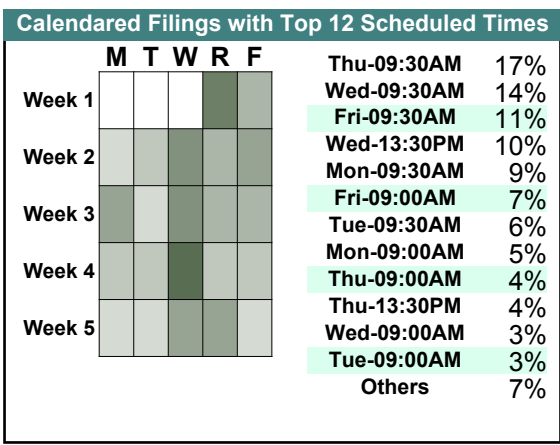 Calendared Filings with Top 12 Scheduled Times
M T W R F
Week 1
Week 2
Week 3
Week 4
Week 5
Thu-09:30AM 17%
Wed-09:30AM 14%
Fri-09:30AM 11%
Wed-13:30PM 10%
Mon-09:30AM 9%
Fri-09:00AM 7%
Tue-09:30AM 6%
Mon-09:00AM 5%
Thu-09:00AM 4%
Thu-13:30PM 4%
Wed-09:00AM 3%
Tue-09:00AM 3%
Others 7%